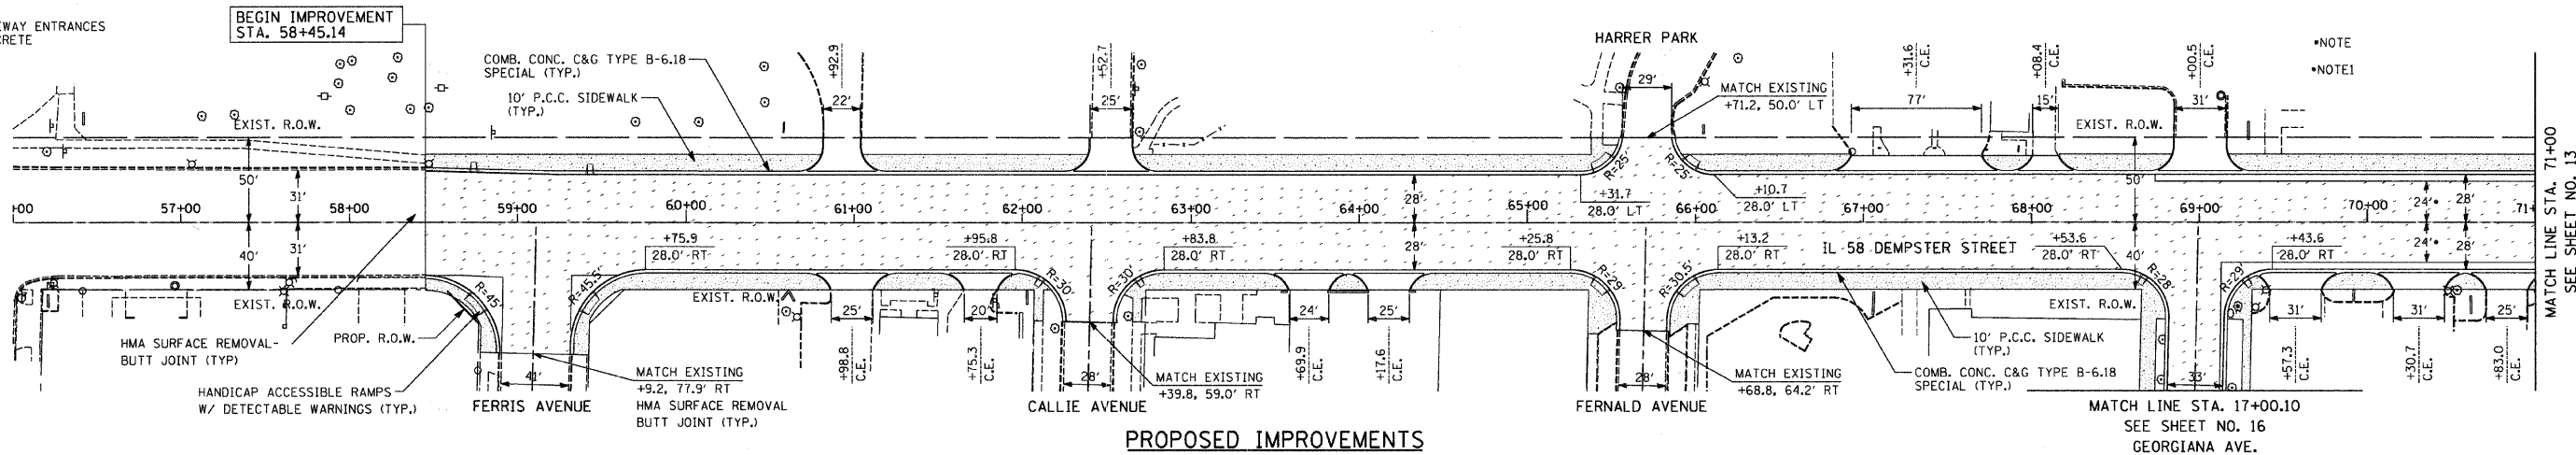 EWAY ENTRANCES
CRETE
BEGIN IMPROVEMENT
STA. 58+45.14
COMB. CONC. C&G TYPE B-6.18
SPECIAL (TYP.)
10' P.C.C. SIDEWALK
(TYP.)
+92.9
22'
+52.7
25'
HARRER PARK
29'
MATCH EXISTING
+71.2, 50.0' LT
+31.6
C.E.
77'
+08.4
C.E.
15'
+00.5
C.E.
31'
*NOTE
*NOTE1
EXIST. R.O.W.
EXIST. R.O.W.
MATCH LINE STA. 71+00
SEE SHEET NO. 13
50'
31'
R=25'
R=25'
28'
+31.7
28.0' LT
+10.7
28.0' LT
50'
24'*
28'
+00
57+00
58+00
59+00
60+00
61+00
62+00
63+00
64+00
65+00
66+00
67+00
68+00
69+00
70+00
71+
40'
31'
+75.9
28.0' RT
+95.8
28.0' RT
+83.8
28.0' RT
28'
+25.8
28.0' RT
+13.2
28.0' RT
IL-58 DEMPSTER STREET
+53.6
28.0' RT
40'
+43.6
28.0' RT
24'*
28'
R=45'
R=45.5'
R=30'
R=30'
R=29'
R=30.5'
R=28'
R=29'
EXIST. R.O.W.
EXIST. R.O.W.
EXIST. R.O.W.
PROP. R.O.W.
HMA SURFACE REMOVAL-
BUTT JOINT (TYP)
HANDICAP ACCESSIBLE RAMPS
W/ DETECTABLE WARNINGS (TYP.)
41'
FERRIS AVENUE
MATCH EXISTING
+9.2, 77.9' RT
HMA SURFACE REMOVAL
BUTT JOINT (TYP.)
25'
+98.8
C.E.
20'
+75.3
C.E.
28'
CALLIE AVENUE
MATCH EXISTING
+39.8, 59.0' RT
24'
+69.9
C.E.
25'
+17.6
C.E.
28'
FERNALD AVENUE
MATCH EXISTING
+68.8, 64.2' RT
10' P.C.C. SIDEWALK
(TYP.)
COMB. CONC. C&G TYPE B-6.18
SPECIAL (TYP.)
33'
31'
+57.3
C.E.
31'
+30.7
C.E.
25'
+83.0
C.E.
MATCH LINE STA. 17+00.10
SEE SHEET NO. 16
GEORGIANA AVE.
PROPOSED IMPROVEMENTS